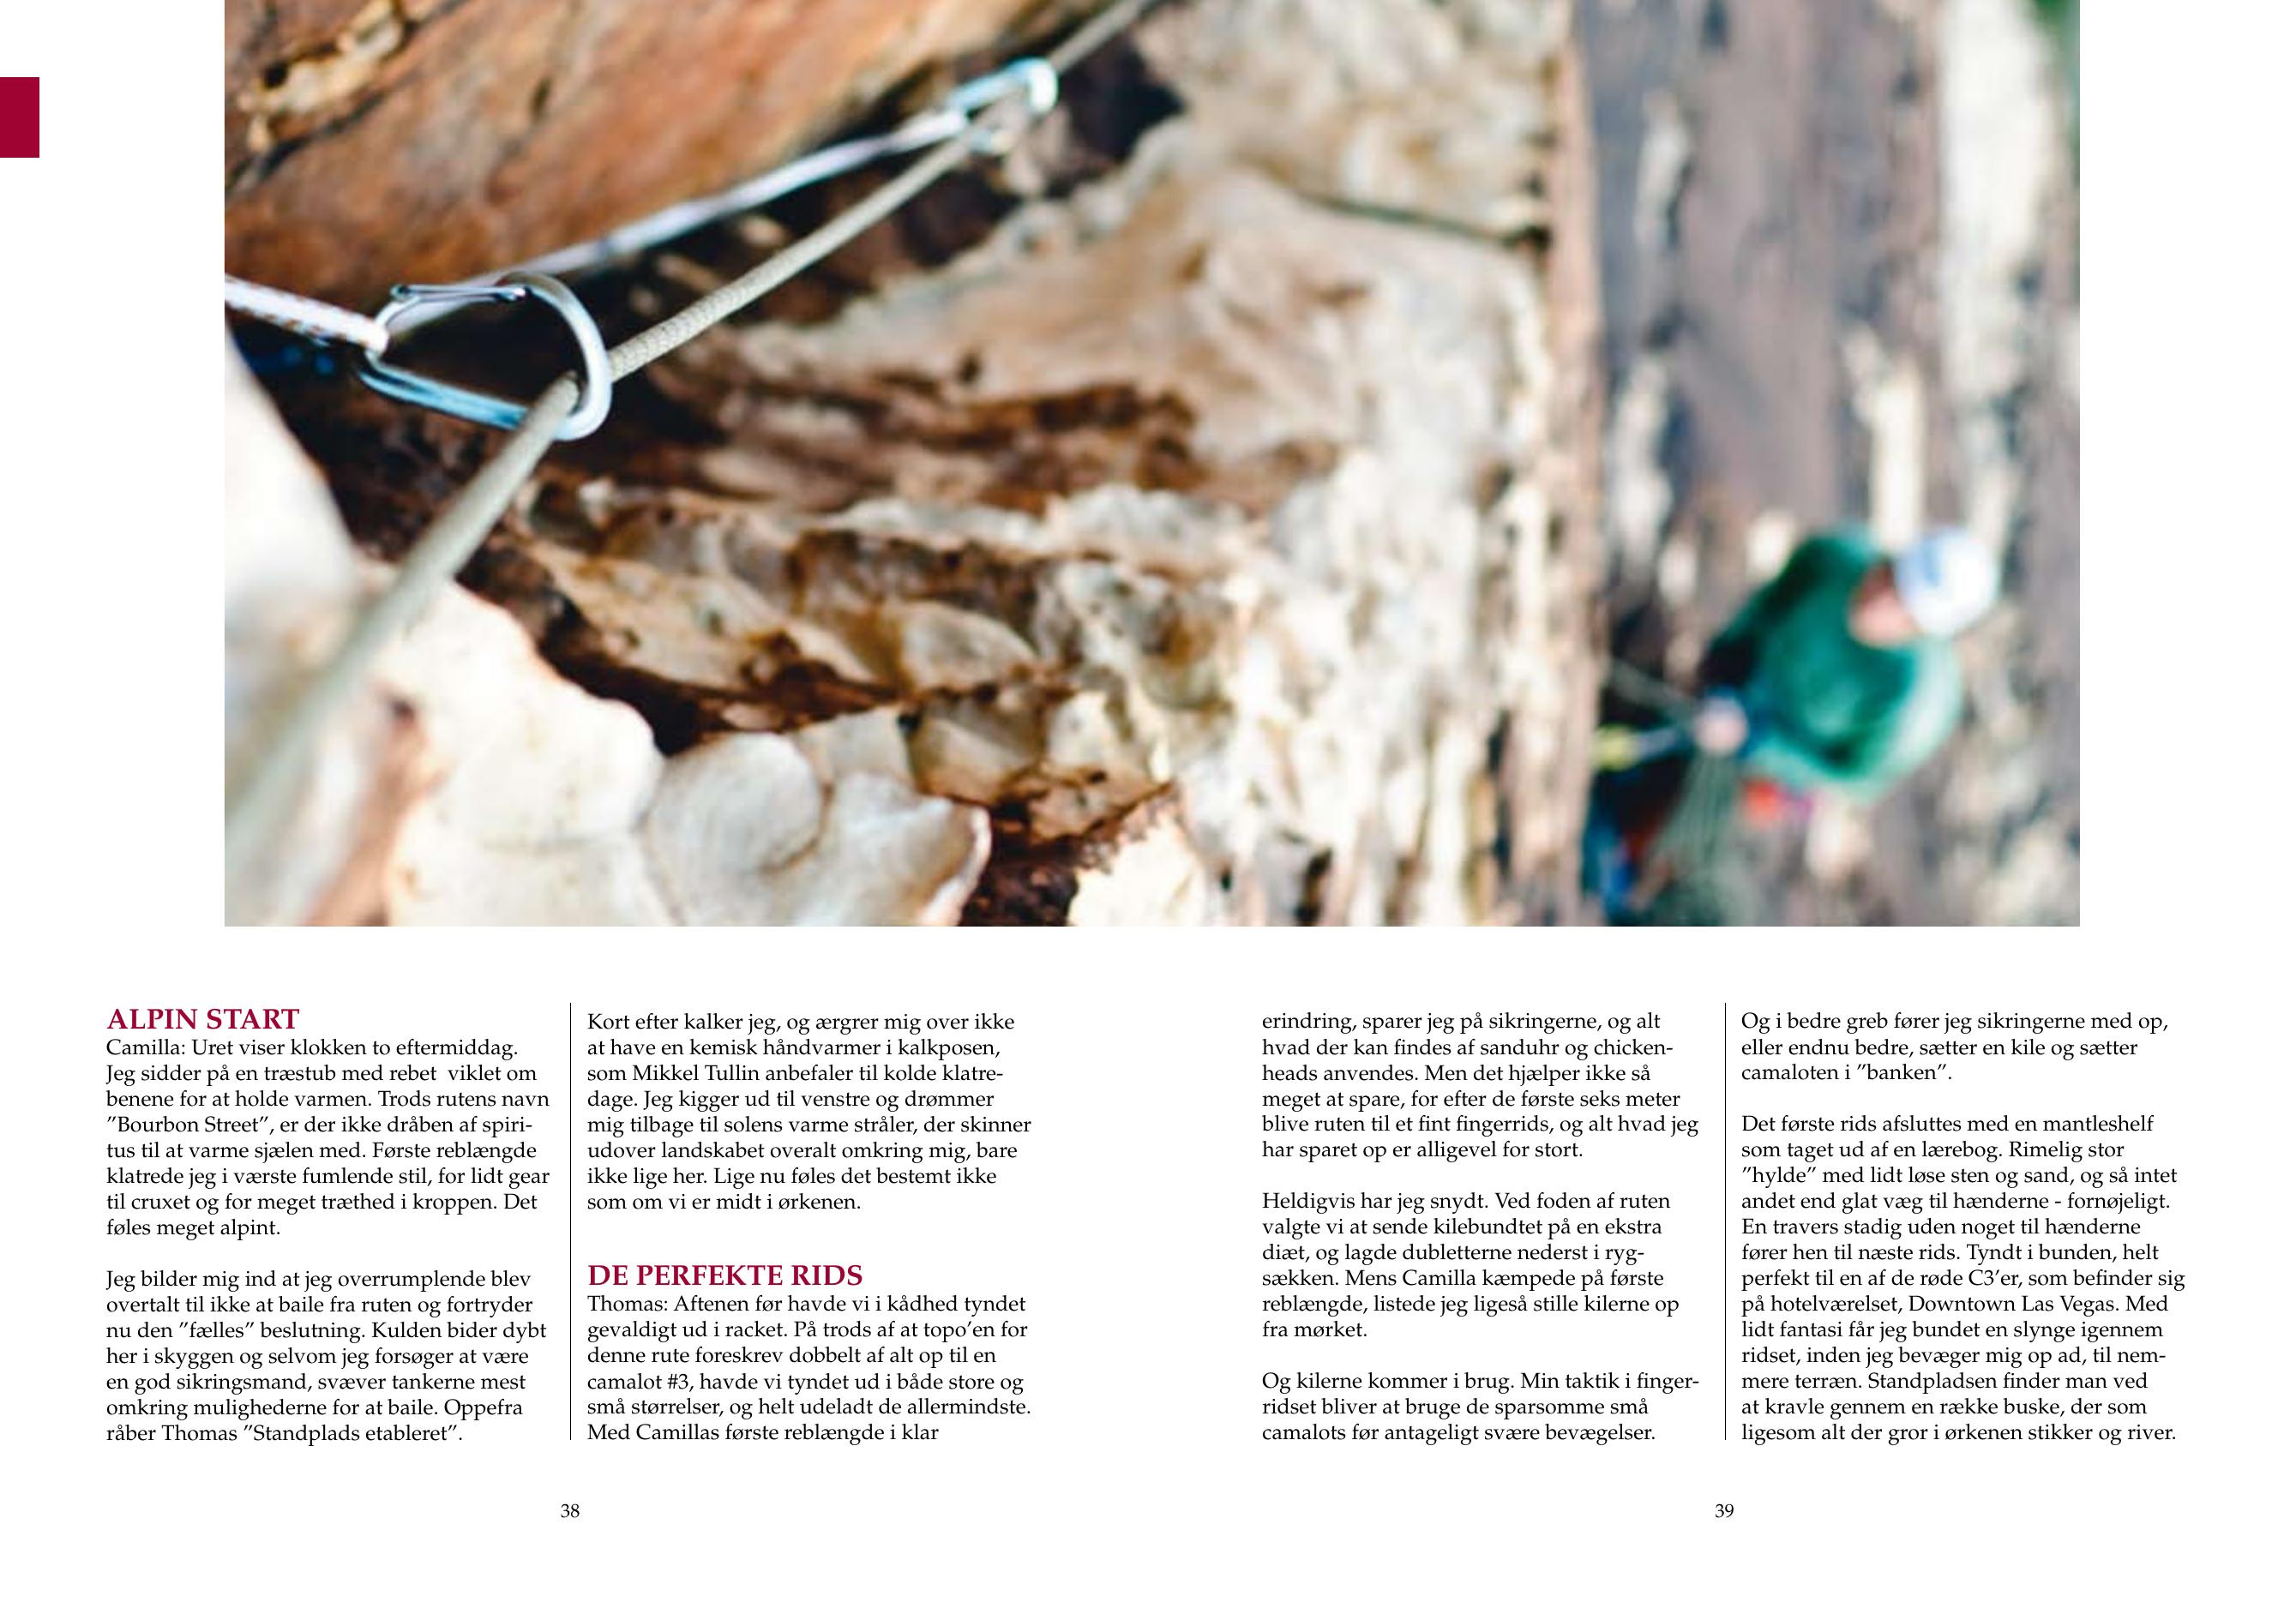 ALPIN START
Camilla: Uret viser klokken to eftermiddag.
Jeg sidder på en træstub med rebet  viklet om
benene for at holde varmen. Trods rutens navn
”Bourbon Street”, er der ikke dråben af spiri-
tus til at varme sjælen med. Første reblængde
klatrede jeg i værste fumlende stil, for lidt gear
til cruxet og for meget træthed i kroppen. Det
føles meget alpint.

Jeg bilder mig ind at jeg overrumplende blev
overtalt til ikke at baile fra ruten og fortryder
nu den ”fælles” beslutning. Kulden bider dybt
her i skyggen og selvom jeg forsøger at være
en god sikringsmand, svæver tankerne mest
omkring mulighederne for at baile. Oppefra
råber Thomas ”Standplads etableret”.

Kort efter kalker jeg, og ærgrer mig over ikke
at have en kemisk håndvarmer i kalkposen,
som Mikkel Tullin anbefaler til kolde klatre-
dage. Jeg kigger ud til venstre og drømmer
mig tilbage til solens varme stråler, der skinner
udover landskabet overalt omkring mig, bare
ikke lige her. Lige nu føles det bestemt ikke
som om vi er midt i ørkenen.

DE PERFEKTE RIDS
Thomas: Aftenen før havde vi i kådhed tyndet
gevaldigt ud i racket. På trods af at topo’en for
denne rute foreskrev dobbelt af alt op til en
camalot #3, havde vi tyndet ud i både store og
små størrelser, og helt udeladt de allermindste.
Med Camillas første reblængde i klar
38

erindring, sparer jeg på sikringerne, og alt
hvad der kan findes af sanduhr og chicken-
heads anvendes. Men det hjælper ikke så
meget at spare, for efter de første seks meter
blive ruten til et fint fingerrids, og alt hvad jeg
har sparet op er alligevel for stort.

Heldigvis har jeg snydt. Ved foden af ruten
valgte vi at sende kilebundtet på en ekstra
diæt, og lagde dubletterne nederst i ryg-
sækken. Mens Camilla kæmpede på første
reblængde, listede jeg ligeså stille kilerne op
fra mørket.

Og kilerne kommer i brug. Min taktik i finger-
ridset bliver at bruge de sparsomme små
camalots før antageligt svære bevægelser.

Og i bedre greb fører jeg sikringerne med op,
eller endnu bedre, sætter en kile og sætter
camaloten i ”banken”.

Det første rids afsluttes med en mantleshelf
som taget ud af en lærebog. Rimelig stor
”hylde” med lidt løse sten og sand, og så intet
andet end glat væg til hænderne - fornøjeligt.
En travers stadig uden noget til hænderne
fører hen til næste rids. Tyndt i bunden, helt
perfekt til en af de røde C3’er, som befinder sig
på hotelværelset, Downtown Las Vegas. Med
lidt fantasi får jeg bundet en slynge igennem
ridset, inden jeg bevæger mig op ad, til nem-
mere terræn. Standpladsen finder man ved
at kravle gennem en række buske, der som
ligesom alt der gror i ørkenen stikker og river.
39